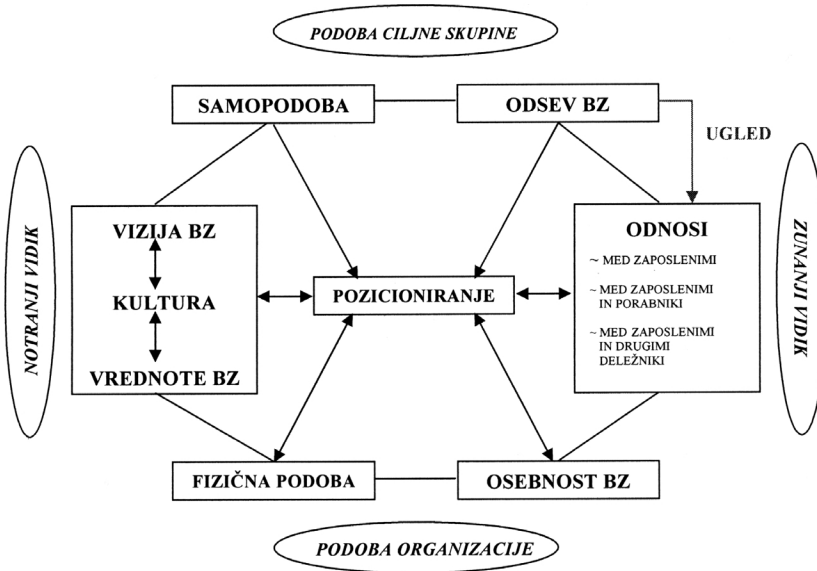 PODOBA CILJNE SKUPINE
SAMOPODOBA
ODSEV BZ
UGLED
NOTRANJI VIDIK
VIZIJA BZ
KULTURA
VREDNOTE BZ
POZICIONIRANJE
ODNOSI
~ MED ZAPOSLENIMI
~ MED ZAPOSLENIMI
IN PORABNIKI
~ MED ZAPOSLENIMI
IN DRUGIMI
DELEŽNIKI
ZUNANJI VIDIK
FIZIČNA PODOBA
OSEBNOST BZ
PODOBA ORGANIZACIJE